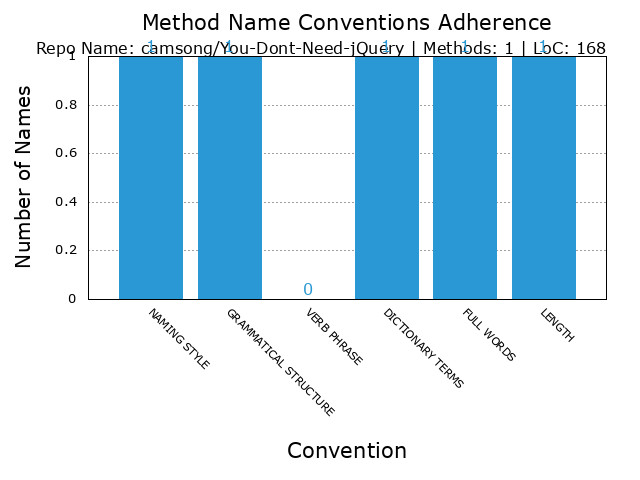 Method Name Conventions Adherence
Repo Name: camsong/You-Dont-Need-jQuery | Methods: 1 | LoC: 168
1 1 0 1 1 1
1
0.8
0.6
0.4
0.2
0
Number of Names
NAMING STYLE
GRAMMATICAL STRUCTURE
VERB PHRASE
DICTIONARY TERMS
FULL WORDS
LENGTH
Convention